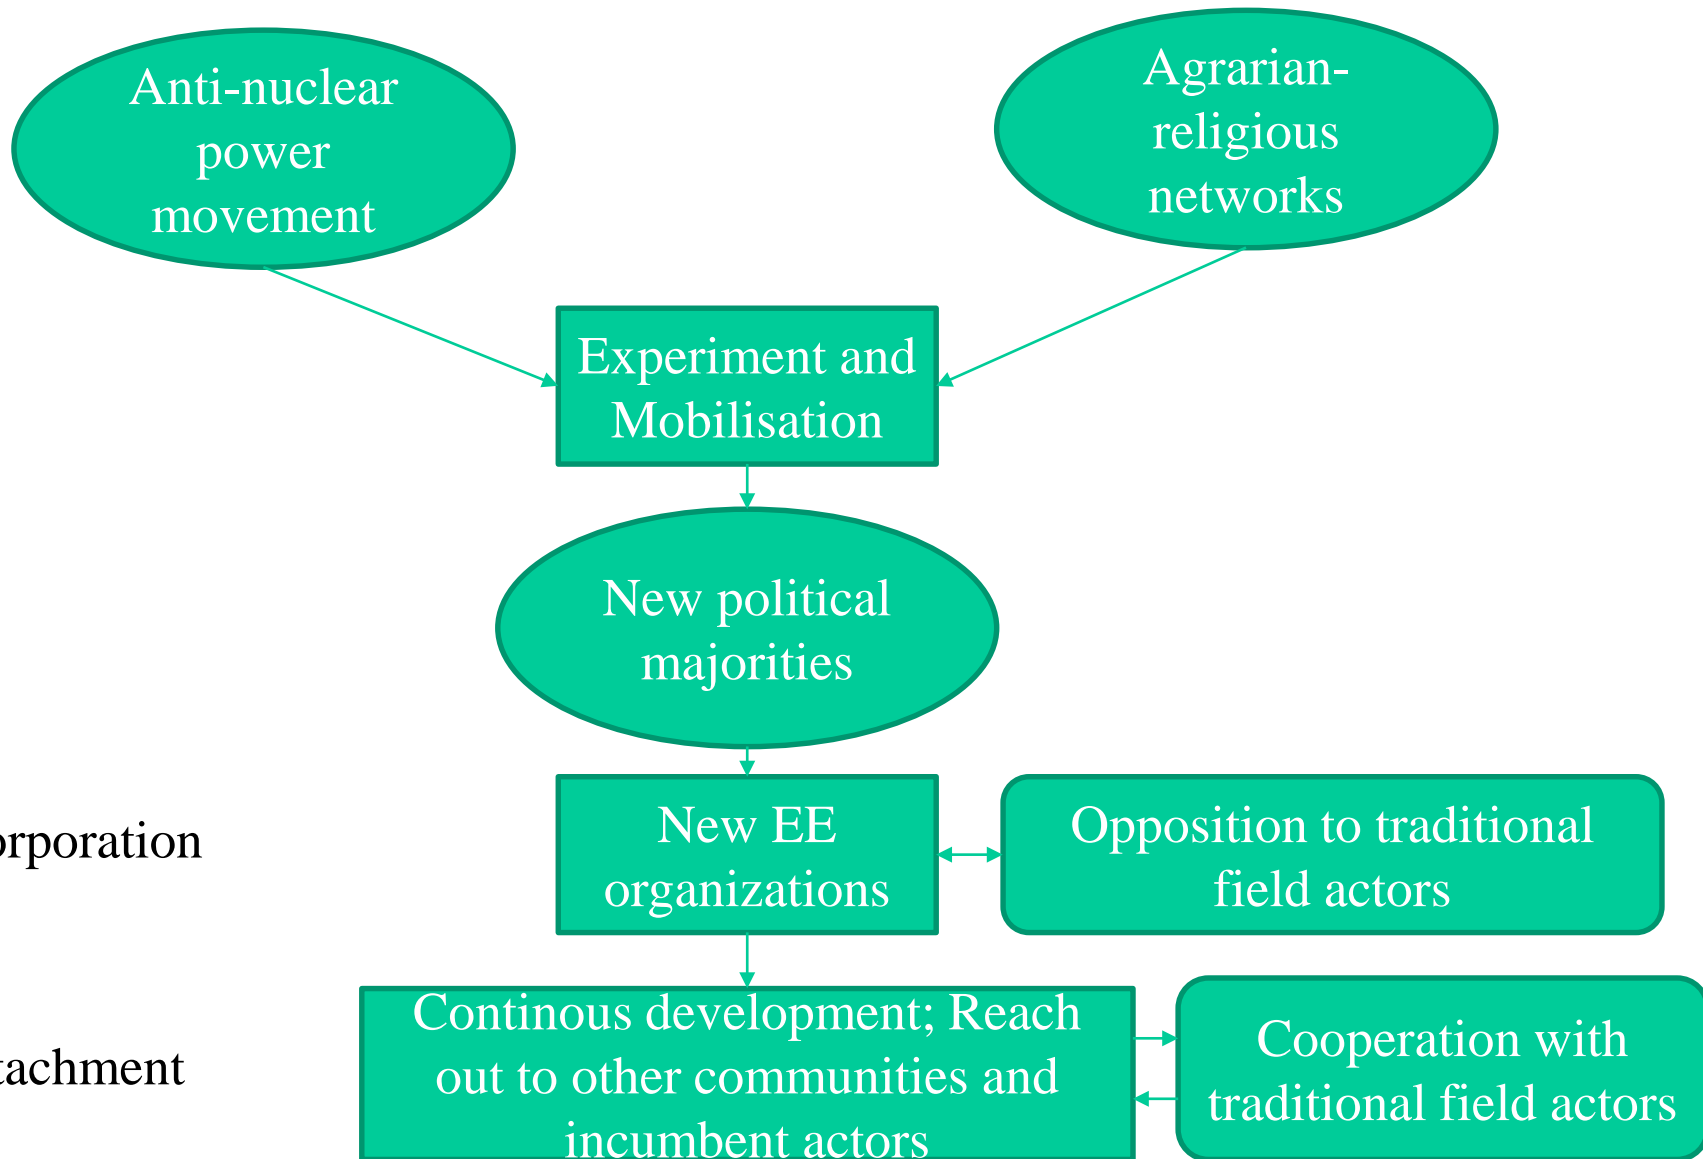 Anti-nuclear
power
movement
Agrarian-
religious
networks
Experiment and
Mobilisation
New political
majorities
orporation
New EE
organizations
Opposition to traditional
field actors
tachment
Continous development; Reach
out to other communities and
incumbent actors
Cooperation with
traditional field actors